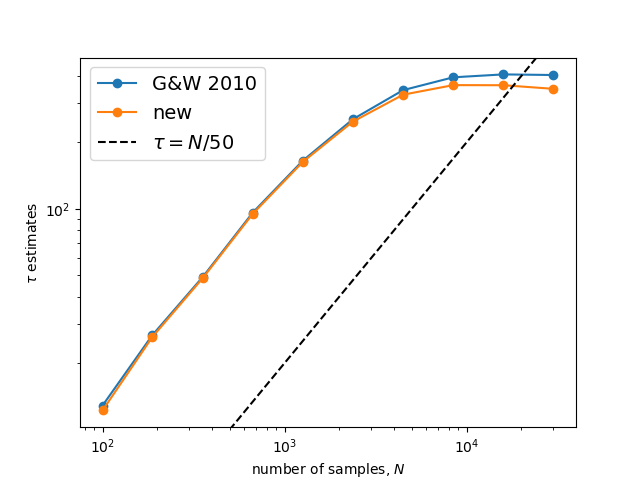 G&W 2010
new
τ = N/50
10²
τ estimates
10² 10³ 10⁴
number of samples, N